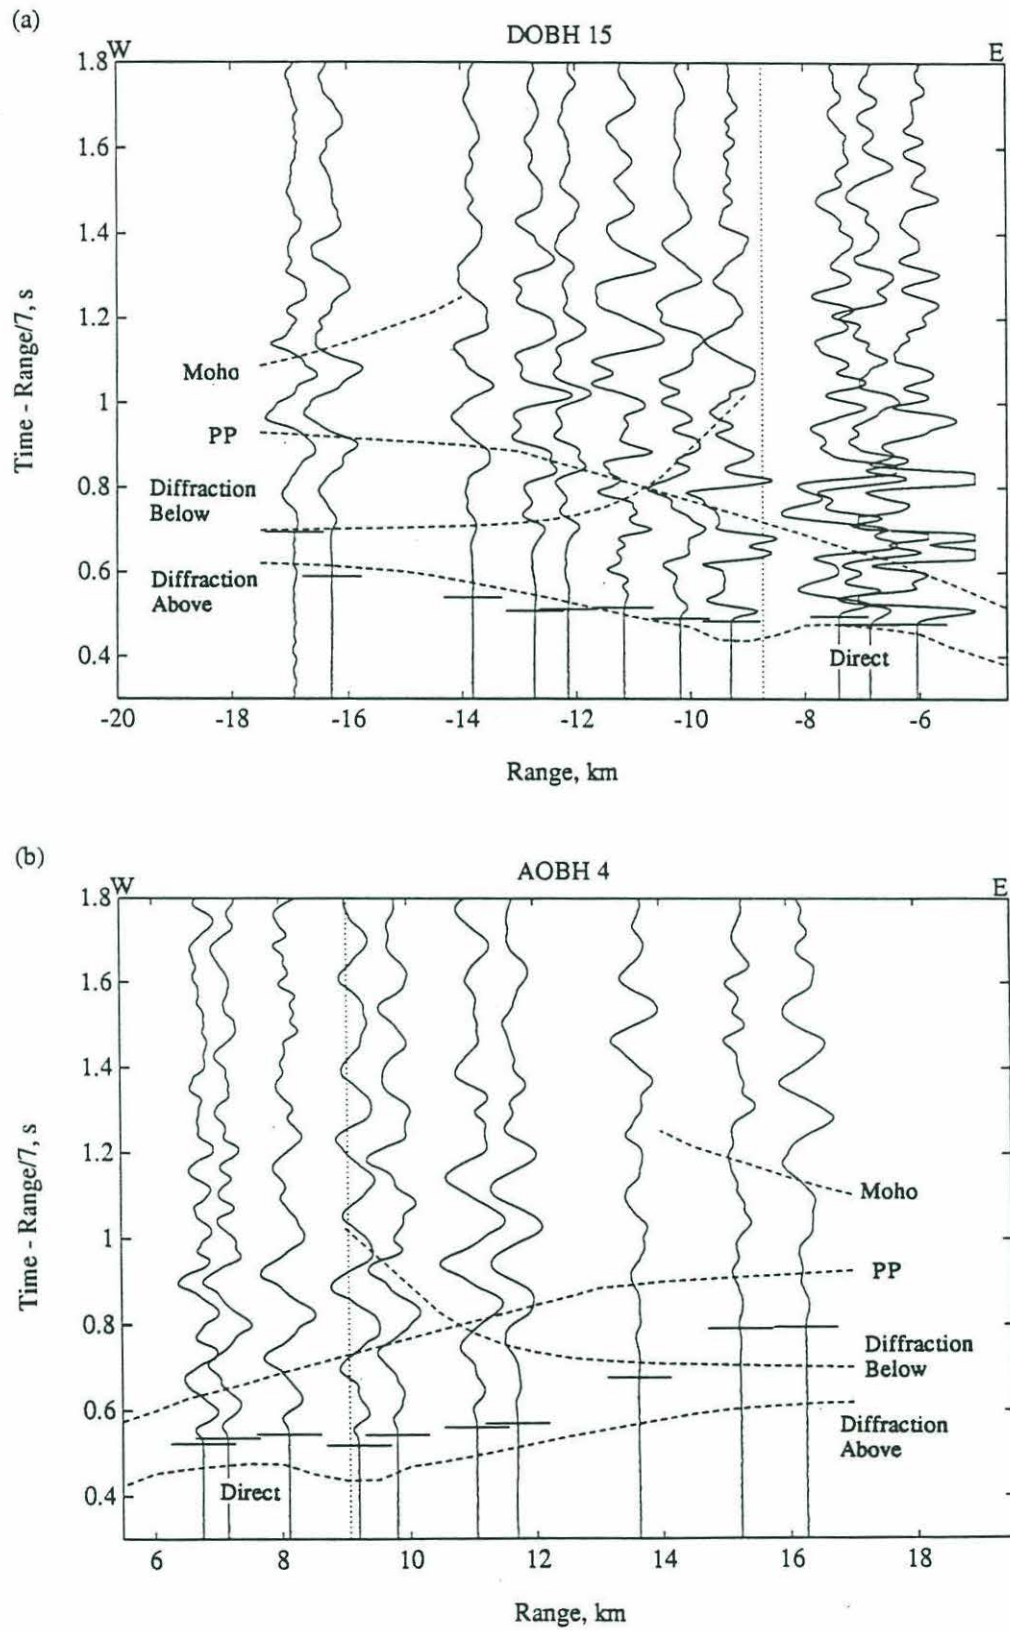 (a)
DOBH 15
W
E
1.8
1.6
1.4
1.2
1
0.8
0.6
0.4
Time - Range/7, s
Moho
PP
Diffraction
Below
Diffraction
Above
Direct
-20
-18
-16
-14
-12
-10
-8
-6
Range, km
(b)
AOBH 4
W
E
1.8
1.6
1.4
1.2
1
0.8
0.6
0.4
Time - Range/7, s
Moho
PP
Diffraction
Below
Diffraction
Above
Direct
6
8
10
12
14
16
18
Range, km